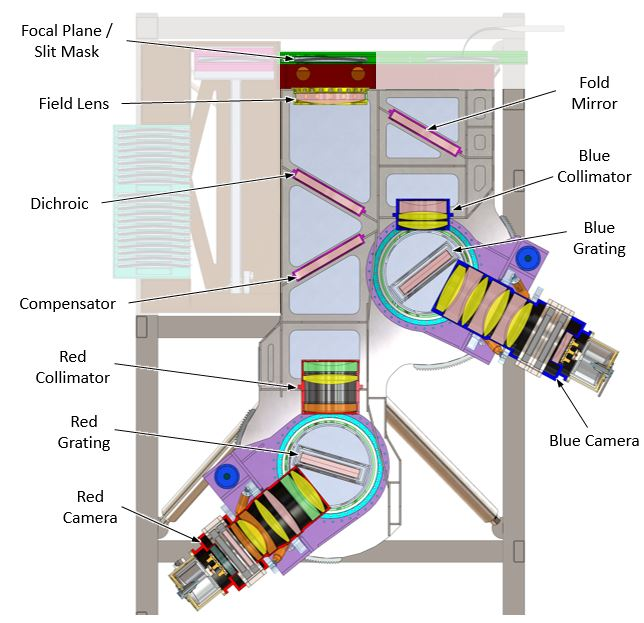 Focal Plane /
Slit Mask
Field Lens
Fold
Mirror
Dichroic
Blue
Collimator
Blue
Grating
Compensator
Red
Collimator
Red
Grating
Blue Camera
Red
Camera